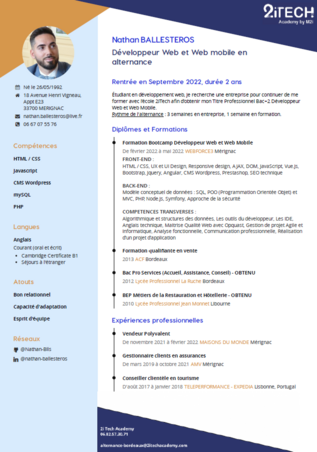 2iTECH
Academy by MDI
Nathan BALLESTEROS
Développeur Web et Web mobile en
alternance
Rentrée en Septembre 2022, durée 2 ans
Étudiant en développement web, je recherche une entreprise pour continuer de me
former avec l'école 2iTech afin d'obtenir mon Titre Professionnel Bac+2 Développeur
Web et Web Mobile.
Rythme de l'alternance : 3 semaines en entreprise, 1 semaine en formation.
Né le 26/05/1992
18 Avenue Henri Vigneau,
Appt E23
33700 MERIGNAC
nathan.ballesteros@live.fr
06 67 07 55 76
Compétences
HTML / CSS
Javascript
CMS Wordpress
mySQL
PHP
Langues
Anglais
Courant (oral et écrit)
• Cambridge Certificate B1
• Séjours à l'étranger
Atouts
Bon relationnel
Capacité d'adaptation
Esprit d'équipe
Réseaux
@Nathan-Blls
@nathan-ballesteros
Diplômes et Formations
Formation Bootcamp Développeur Web et Web Mobile
De février 2022 à mai 2022 WEBFORCE3 Mérignac
FRONT-END :
HTML / CSS, UX et UI Design, Responsive design, AJAX, DOM, JavaScript, Vue.js,
Bootstrap, jQuery, Angular, CMS Wordpress, Prestashop, SEO technique
BACK-END :
Modèle conceptuel de données : SQL, POO (Programmation Orientée Objet) et
MVC, PHP, Node.js, Symfony, Approche de la sécurité
COMPETENCES TRANSVERSES :
Algorithmique et structures des données, Les outils du développeur, Les IDE,
Anglais technique, Maitrise Qualité Web avec Opquast, Gestion de projet Agile et
informatique, Analyse fonctionnelle, Communication professionnelle, Réalisation
d'un projet d'application
Formation qualifiante en vente
2013 ACP Bordeaux
Bac Pro Services (Accueil, Assistance, Conseil) - OBTENU
2012 Lycée Professionnel La Ruche Bordeaux
BEP Métiers de la Restauration et Hôtellerie - OBTENU
2010 Lycée Professionnel Jean Monnet Libourne
Expériences professionnelles
Vendeur Polyvalent
De novembre 2021 à février 2022 MAISONS DU MONDE Mérignac
Gestionnaire clients en assurances
De mars 2019 à octobre 2021 AMV Mérignac
Conseiller clientèle en tourisme
D'août 2017 à janvier 2018 TELEPERFORMANCE - EXPEDIA Lisbonne, Portugal
2i Tech Academy
alternance-bordeaux@2itechacademy.com